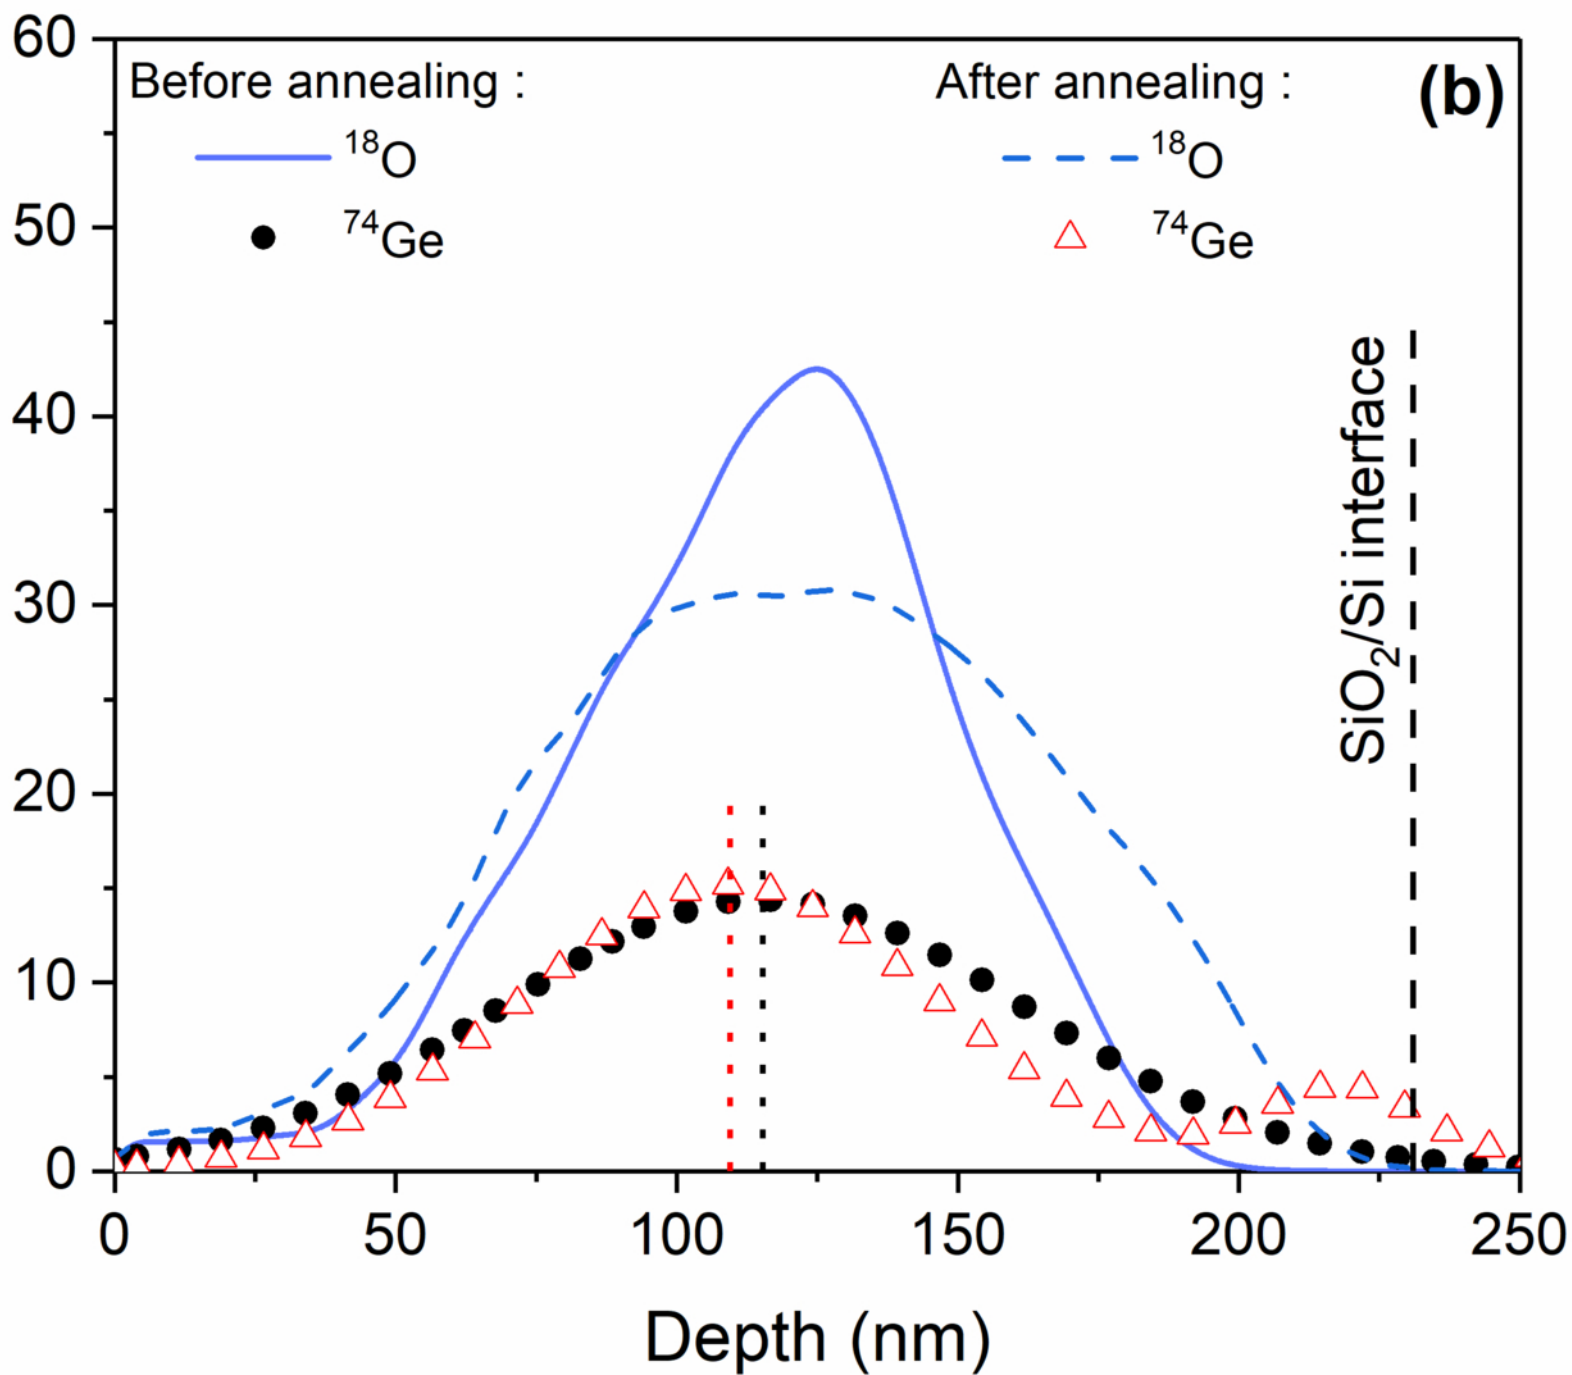 60
50
40
30
20
10
0
Before annealing :
¹⁸O
⁷⁴Ge
After annealing :
¹⁸O
⁷⁴Ge
(b)
SiO₂/Si interface
0 50 100 150 200 250
Depth (nm)